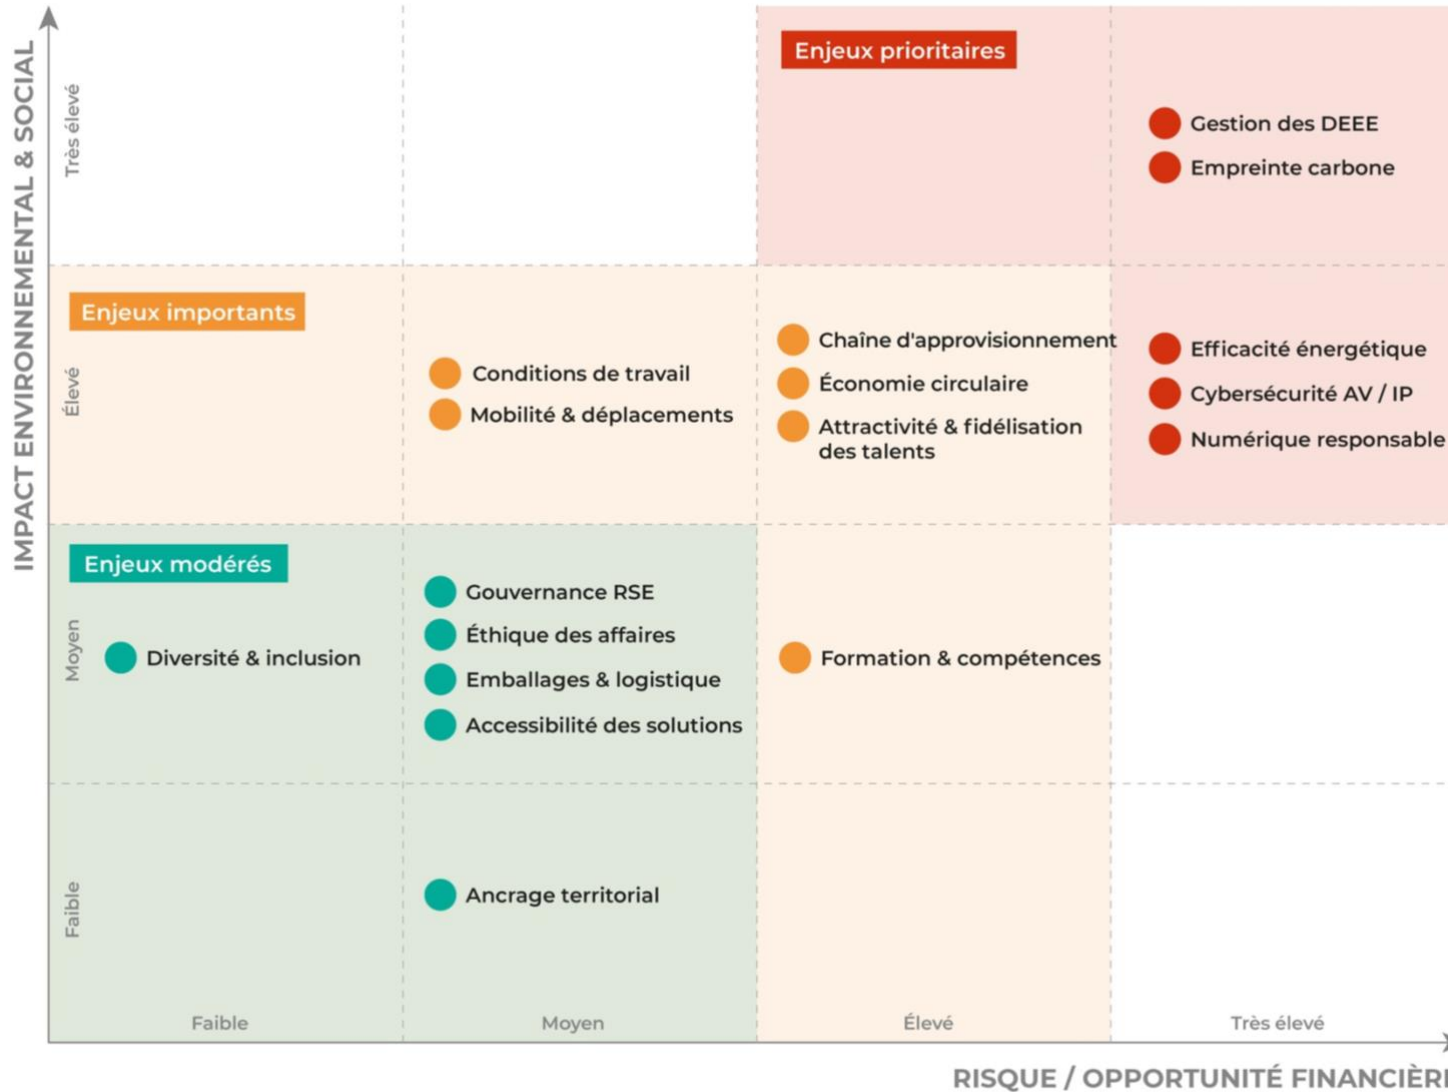 IMPACT ENVIRONNEMENTAL & SOCIAL
Très élevé
Enjeux prioritaires
Gestion des DEEE
Empreinte carbone
Élevé
Enjeux importants
Conditions de travail
Mobilité & déplacements
Chaîne d'approvisionnement
Économie circulaire
Attractivité & fidélisation
des talents
Efficacité énergétique
Cybersécurité AV / IP
Numérique responsable
Moyen
Enjeux modérés
Diversité & inclusion
Gouvernance RSE
Éthique des affaires
Emballages & logistique
Accessibilité des solutions
Formation & compétences
Faible
Ancrage territorial
Faible
Moyen
Élevé
Très élevé
RISQUE / OPPORTUNITÉ FINANCIÈR